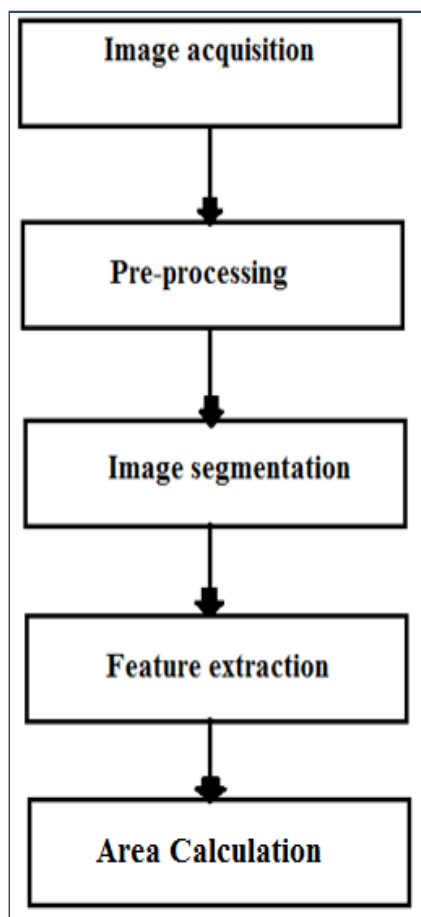 Image acquisition
Pre-processing
Image segmentation
Feature extraction
Area Calculation